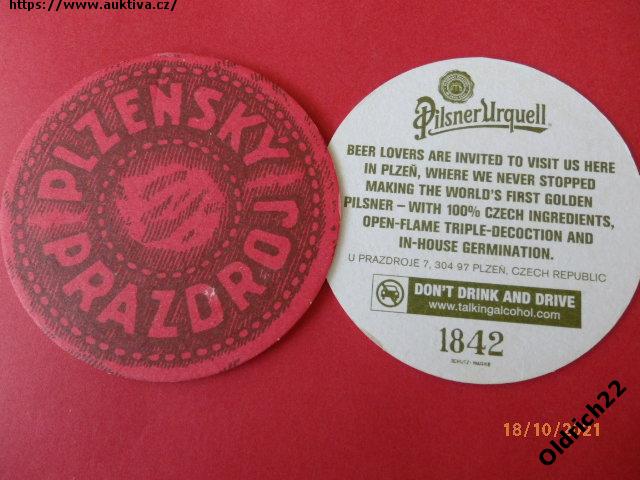 https://www.auktiva.cz/
PLZEŇSKÝ
PRAZDROJ
Pilsner Urquell
BEER LOVERS ARE INVITED TO VISIT US HERE
IN PLZEŇ, WHERE WE NEVER STOPPED
MAKING THE WORLD'S FIRST GOLDEN
PILSNER – WITH 100% CZECH INGREDIENTS,
OPEN-FLAME TRIPLE-DECOCTION AND
IN-HOUSE GERMINATION.
U PRAZDROJE 7, 304 97 PLZEŇ, CZECH REPUBLIC
DON'T DRINK AND DRIVE
www.talkingalcohol.com
1842
SCHUTZ-MARKE
18/10/2021
Oldrich22